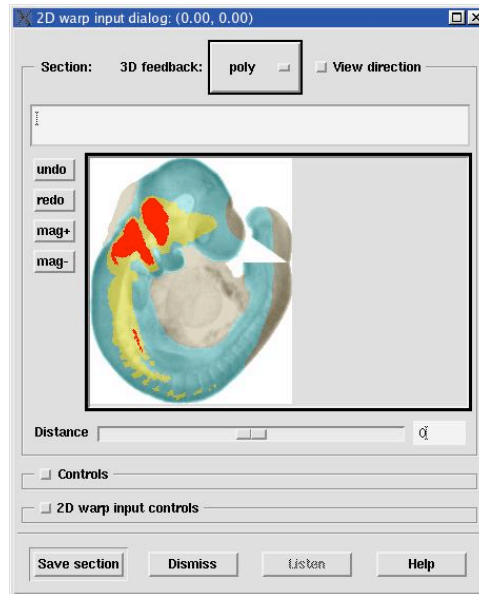 2D warp input dialog: (0.00, 0.00)
Section: 3D feedback: poly View direction
undo
redo
mag+
mag-
Distance 0
Controls
2D warp input controls
Save section Dismiss Listen Help